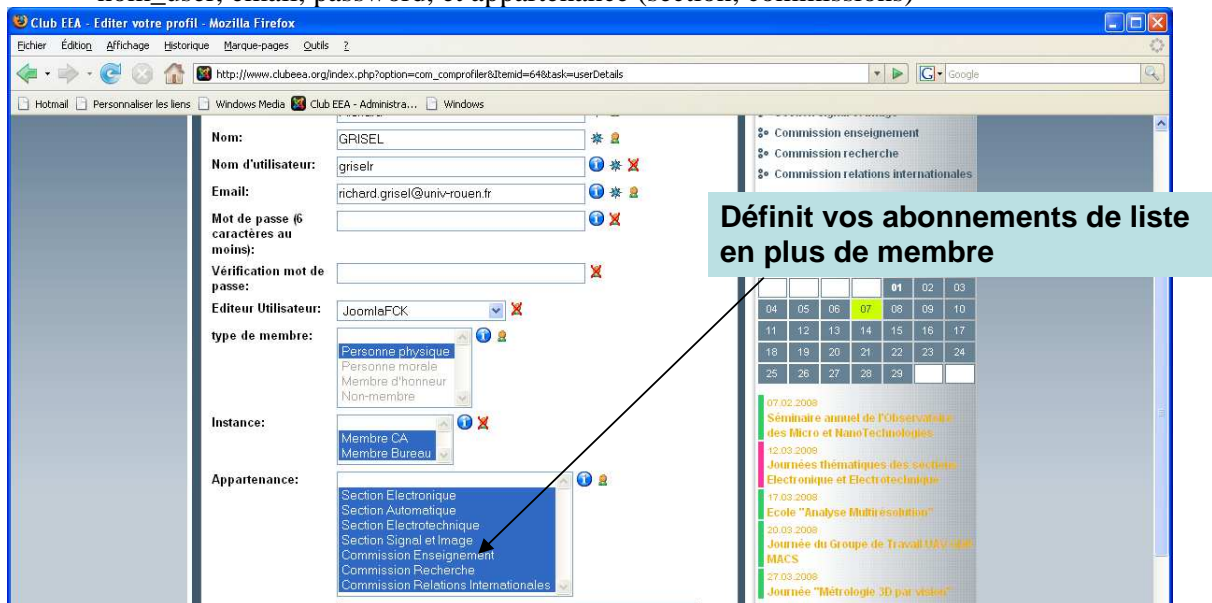 nom_user, email, password, et appartenance (section, commissions)
Club EEA - Editer votre profil - Mozilla Firefox
Fichier Édition Affichage Historique Marque-pages Outils ?
http://www.clubeea.org/index.php?option=com_comprofiler&Itemid=64&task=userDetails
G Google
Hotmail Personnaliser les liens Windows Media Club EEA - Administra... Windows
Nom: GRISEL
Nom d'utilisateur: griselr
Email: richard.grisel@univ-rouen.fr
Mot de passe (6
caractères au
moins):
Vérification mot de
passe:
Editeur Utilisateur: JoomlaFCK
type de membre:
Personne physique
Personne morale
Membre d'honneur
Non-membre
Instance:
Membre CA
Membre Bureau
Appartenance:
Section Electronique
Section Automatique
Section Electrotechnique
Section Signal et Image
Commission Enseignement
Commission Recherche
Commission Relations Internationales
Commission enseignement
Commission recherche
Commission relations internationales
Définit vos abonnements de liste
en plus de membre
01 02 03
04 05 06 07 08 09 10
11 12 13 14 15 16 17
18 19 20 21 22 23 24
25 26 27 28 29
07.02.2008
Séminaire annuel de l'Observatoire
des Micro et NanoTechnologies
12.03.2008
Journées thématiques des sections
Electronique et Electrotechnique
17.03.2008
Ecole "Analyse Multirésolution"
20.03.2008
Journée du Groupe de Travail UAV
MACS
27.03.2008
Journée "Métrologie 3D par vision"